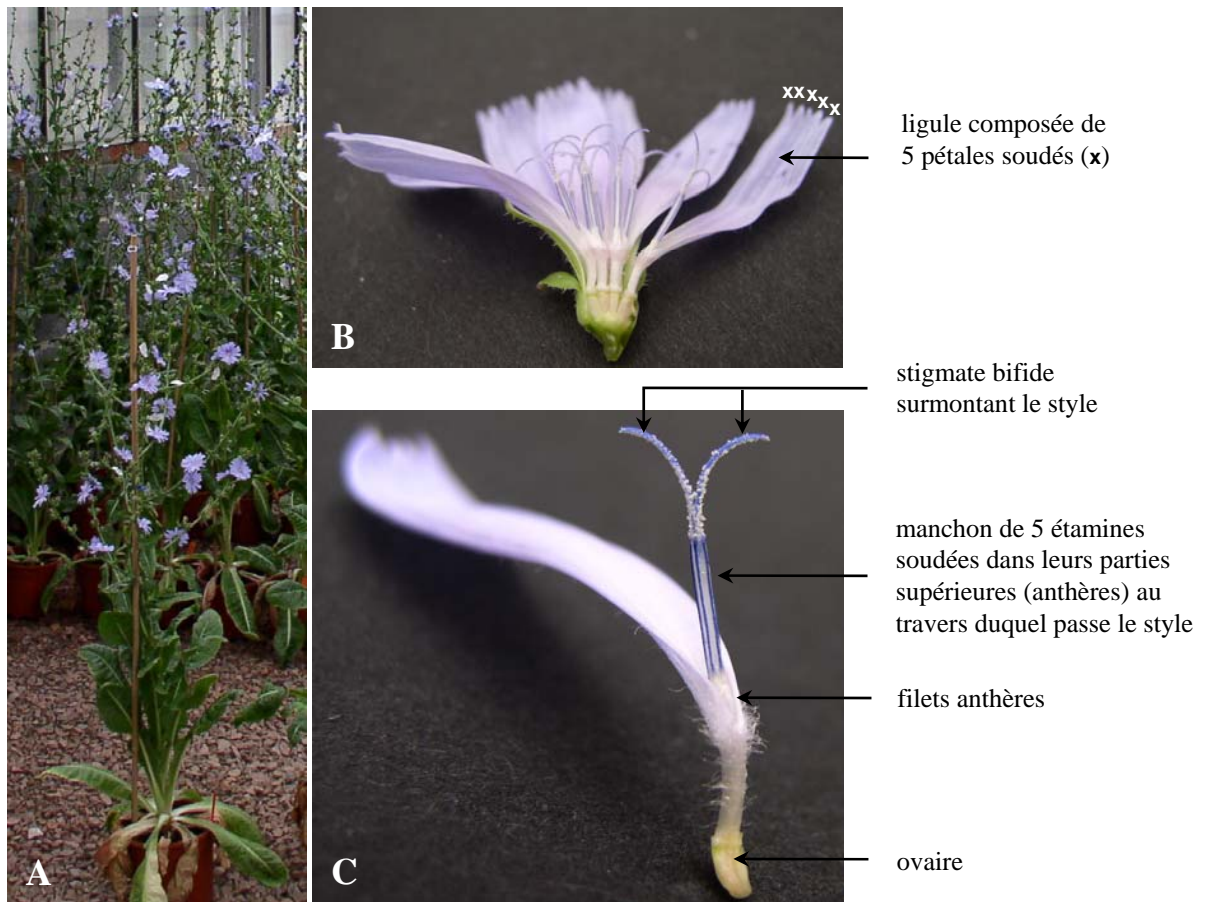 A
B
xxxxx
ligule composée de
5 pétales soudés (x)
stigmate bifide
surmontant le style
C
manchon de 5 étamines
soudées dans leurs parties
supérieures (anthères) au
travers duquel passe le style
filets anthères
ovaire